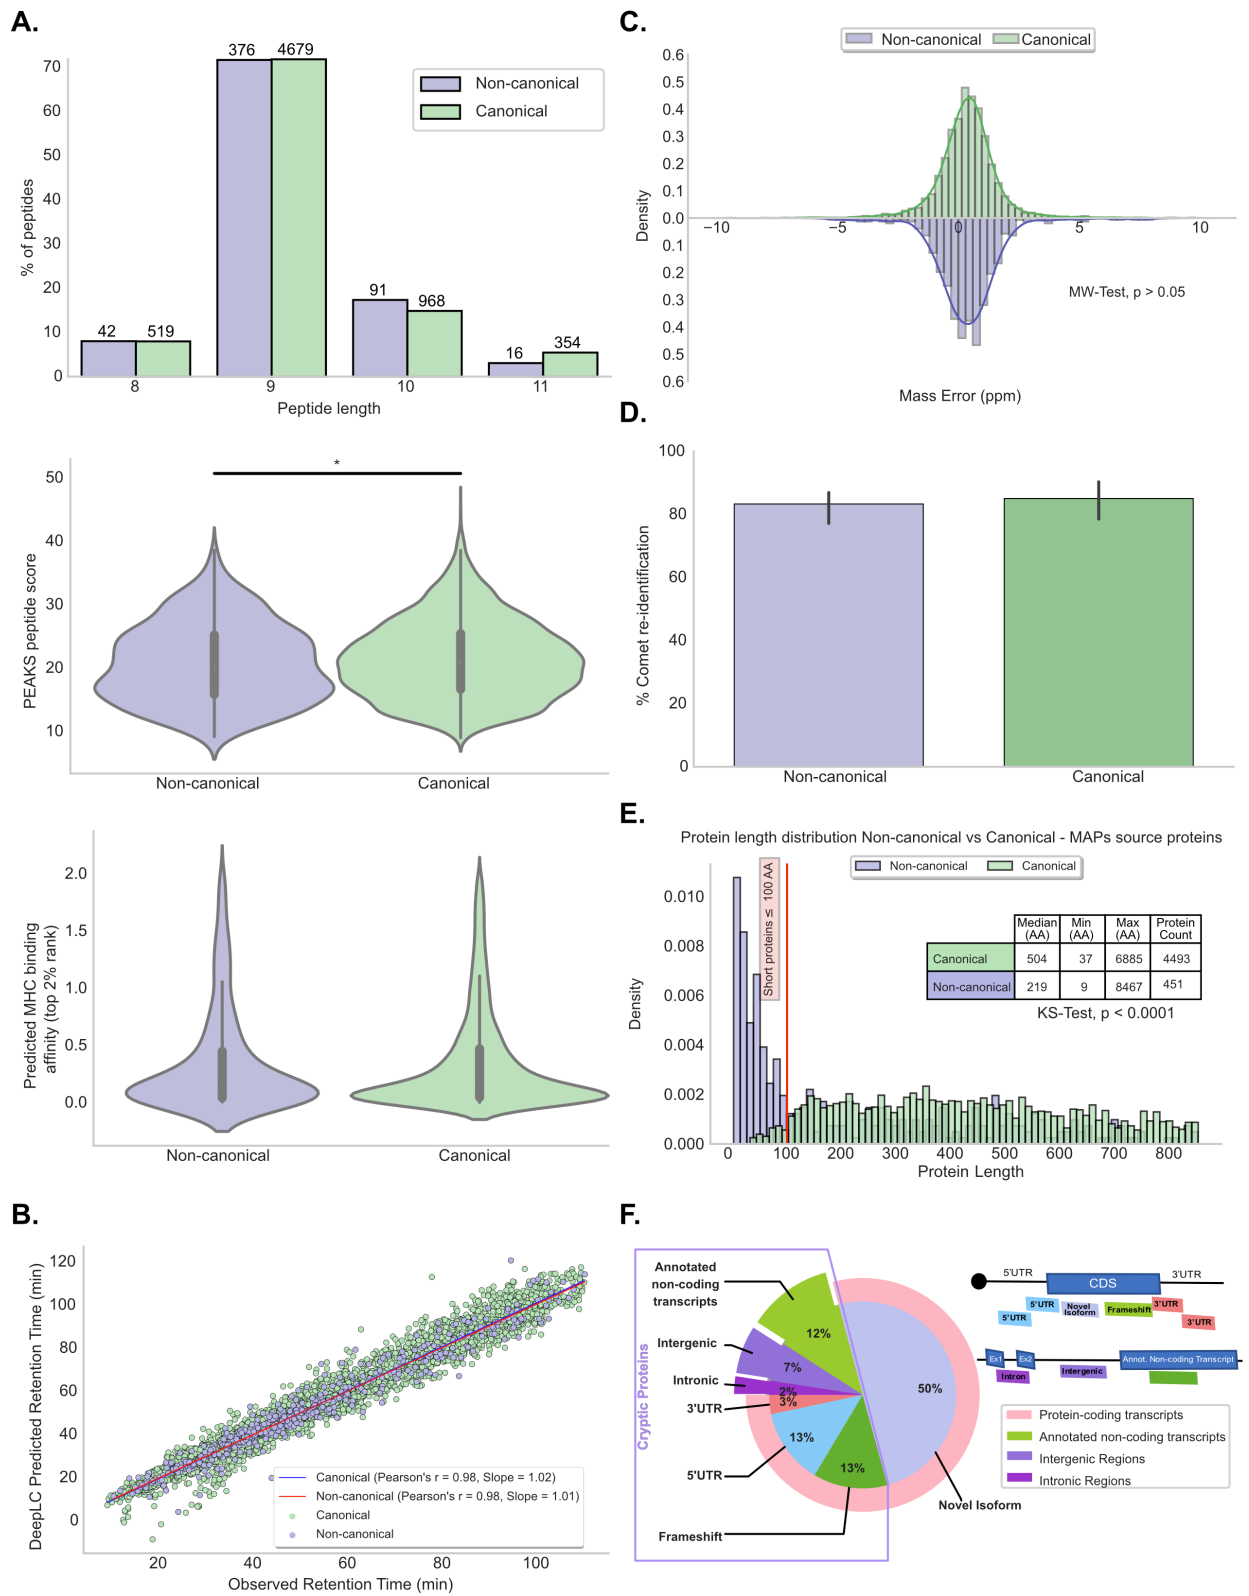 A.
376
4679
70
60
50
40
30
20
10
0
% of peptides
Non-canonical
Canonical
42
519
91
968
16
354
8
9
10
11
Peptide length
50
40
30
20
10
PEAKS peptide score
*
Non-canonical
Canonical
2.0
1.5
1.0
0.5
0.0
Predicted MHC binding
affinity (top 2% rank)
Non-canonical
Canonical
B.
120
100
80
60
40
20
0
DeepLC Predicted Retention Time (min)
Canonical (Pearson's r = 0.98, Slope = 1.02)
Non-canonical (Pearson's r = 0.98, Slope = 1.01)
Canonical
Non-canonical
20
40
60
80
100
Observed Retention Time (min)
C.
Non-canonical
Canonical
0.6
0.5
0.4
0.3
0.2
0.1
0.0
0.1
0.2
0.3
0.4
0.5
0.6
Density
−10
−5
0
5
10
MW-Test, p > 0.05
Mass Error (ppm)
D.
100
80
60
40
20
0
% Comet re-identification
Non-canonical
Canonical
E.
Protein length distribution Non-canonical vs Canonical - MAPs source proteins
Non-canonical
Canonical
Short proteins ≤ 100 AA
0.010
0.008
0.006
0.004
0.002
0.000
Density
Median (AA) Min (AA) Max (AA) Protein Count
Canonical 504 37 6885 4493
Non-canonical 219 9 8467 451
KS-Test, p < 0.0001
0
100
200
300
400
500
600
700
800
Protein Length
F.
Cryptic Proteins
Annotated
non-coding
transcripts
Intergenic
Intronic
3'UTR
5'UTR
Frameshift
Novel Isoform
12%
7%
2%
3%
13%
13%
50%
5'UTR
CDS
3'UTR
5'UTR
Novel
Isoform
Frameshift
3'UTR
5'UTR
3'UTR
Ex1
Ex2
Annot. Non-coding Transcript
Intron
Intergenic
Protein-coding transcripts
Annotated non-coding transcripts
Intergenic Regions
Intronic Regions